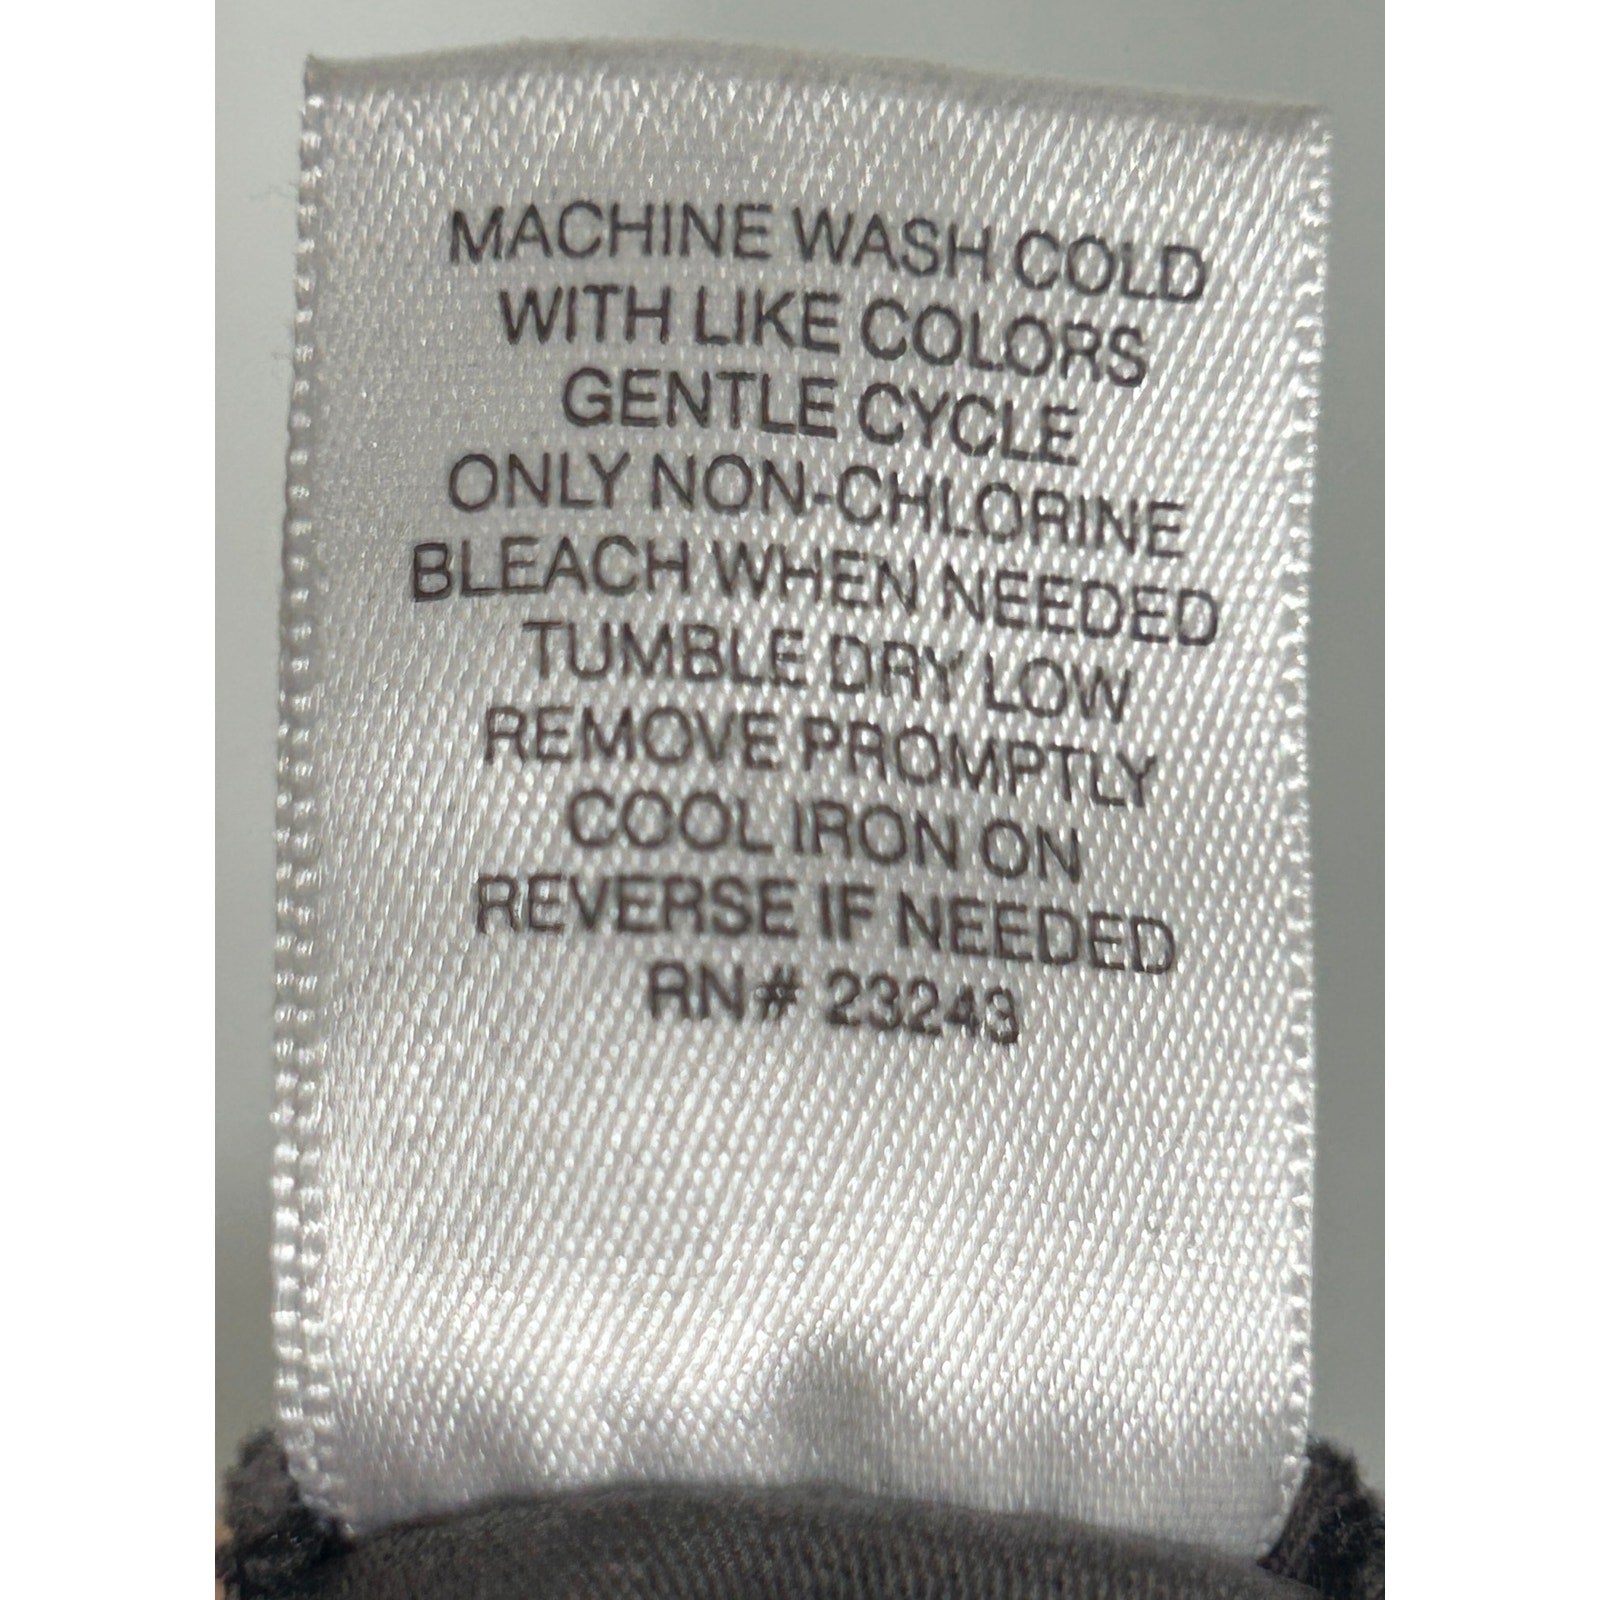 MACHINE WASH COLD
WITH LIKE COLORS
GENTLE CYCLE
ONLY NON-CHLORINE
BLEACH WHEN NEEDED
TUMBLE DRY LOW
REMOVE PROMPTLY
COOL IRON ON
REVERSE IF NEEDED
RN# 23243